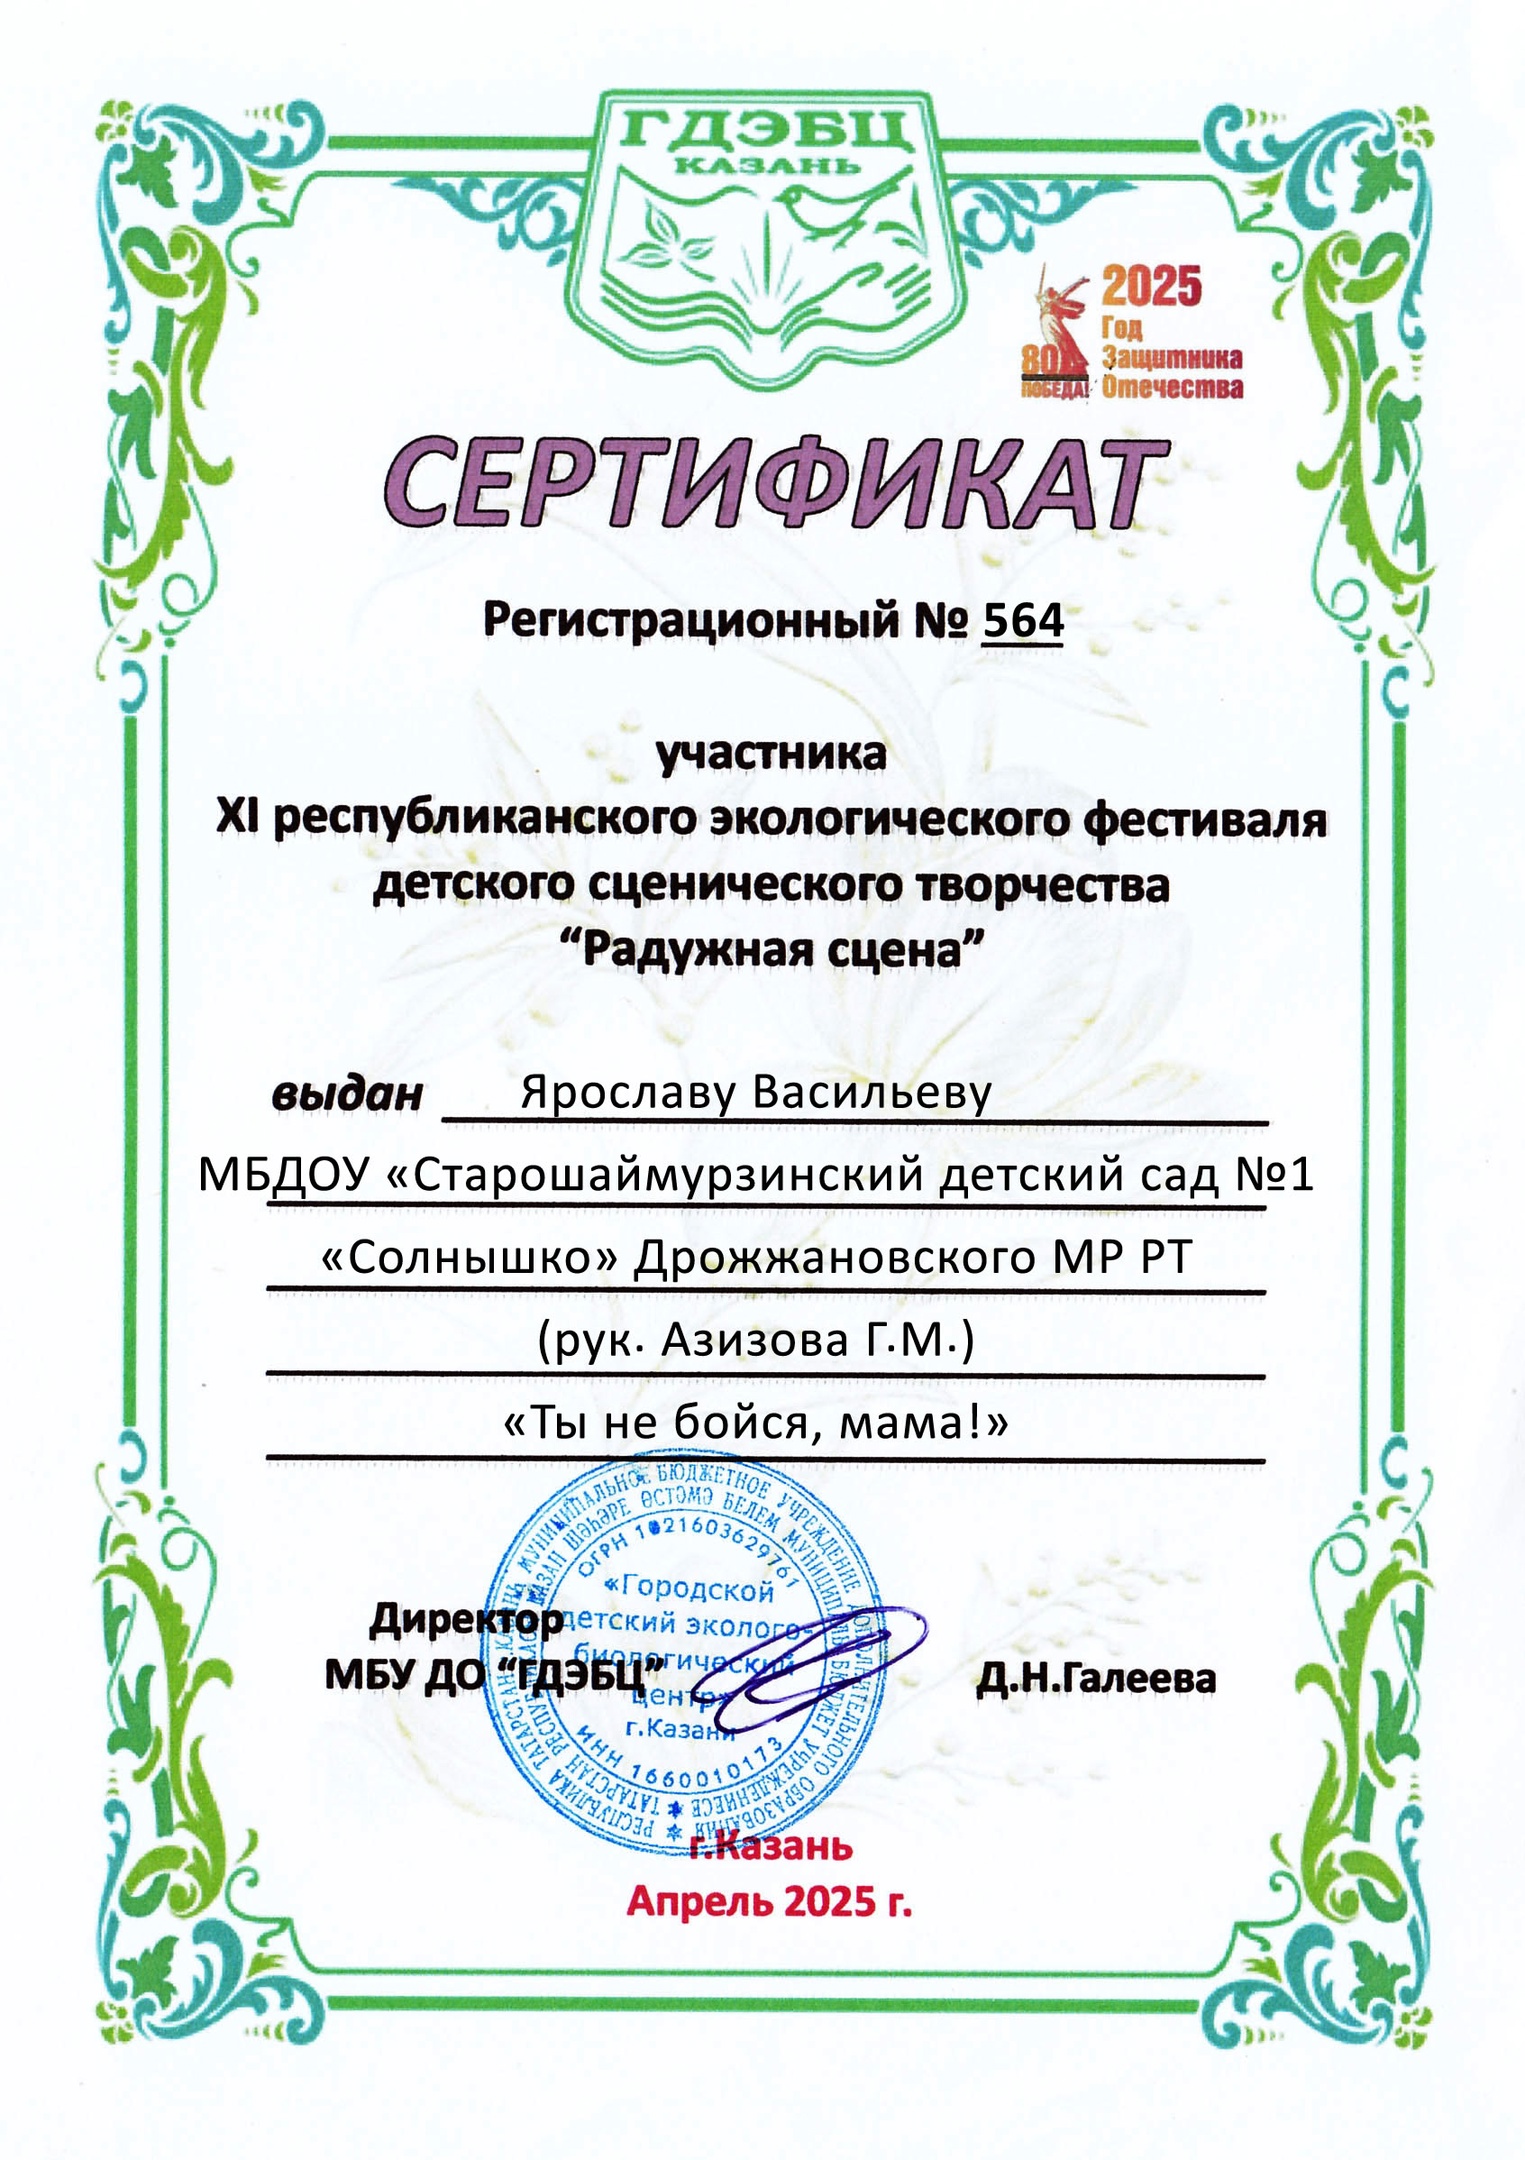 ГДЭБЦ
КАЗАНЬ
2025
Год
Защитника
Отечества
80
ПОБЕДА!
СЕРТИФИКАТ
Регистрационный № 564
участника
XI республиканского экологического фестиваля
детского сценического творчества
“Радужная сцена”
выдан Ярославу Васильеву
МБДОУ «Старошаймурзинский детский сад №1
«Солнышко» Дрожжановского МР РТ
(рук. Азизова Г.М.)
«Ты не бойся, мама!»
Директор
МБУ ДО “ГДЭБЦ”
Д.Н.Галеева
МУНИЦИПАЛЬНОЕ БЮДЖЕТНОЕ УЧРЕЖДЕНИЕ ДОПОЛНИТЕЛЬНОГО ОБРАЗОВАНИЯ
РЕСПУБЛИКА ТАТАРСТАН
КАЗАН ШӘҺӘРЕ ӨСТӘМӘ БЕЛЕМ МУНИЦИПАЛЬ БЮДЖЕТ УЧРЕЖДЕНИЕСЕ
ТАТАРСТАН
ОГРН 1021603629761
«Городской
детский эколого-
биологический
центр»
г.Казани
ИНН 1660010173
г.Казань
Апрель 2025 г.